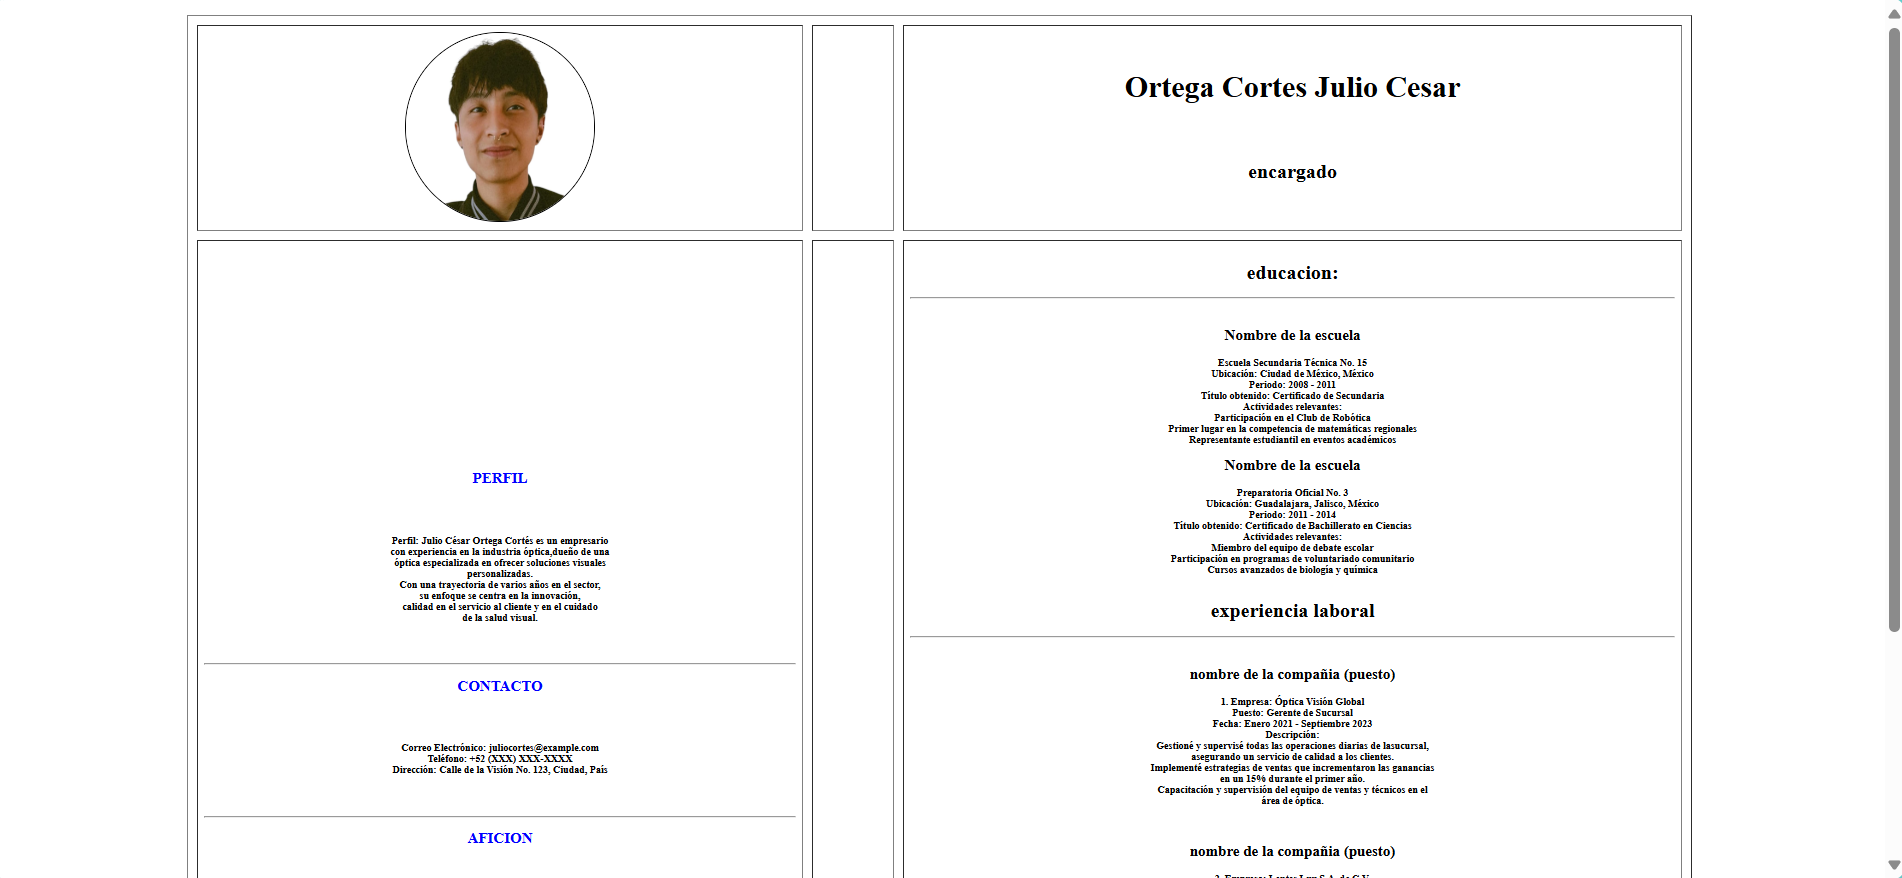 Ortega Cortes Julio Cesar
encargado
PERFIL
Perfil: Julio César Ortega Cortés es un empresario
con experiencia en la industria óptica,dueño de una
óptica especializada en ofrecer soluciones visuales
personalizadas.
Con una trayectoria de varios años en el sector,
su enfoque se centra en la innovación,
calidad en el servicio al cliente y en el cuidado
de la salud visual.
CONTACTO
Correo Electrónico: juliocortes@example.com
Teléfono: +52 (XXX) XXX-XXXX
Dirección: Calle de la Visión No. 123, Ciudad, País
AFICION
educacion:
Nombre de la escuela
Escuela Secundaria Técnica No. 15
Ubicación: Ciudad de México, México
Periodo: 2008 - 2011
Título obtenido: Certificado de Secundaria
Actividades relevantes:
Participación en el Club de Robótica
Primer lugar en la competencia de matemáticas regionales
Representante estudiantil en eventos académicos
Nombre de la escuela
Preparatoria Oficial No. 3
Ubicación: Guadalajara, Jalisco, México
Periodo: 2011 - 2014
Título obtenido: Certificado de Bachillerato en Ciencias
Actividades relevantes:
Miembro del equipo de debate escolar
Participación en programas de voluntariado comunitario
Cursos avanzados de biología y química
experiencia laboral
nombre de la compañia (puesto)
1. Empresa: Óptica Visión Global
Puesto: Gerente de Sucursal
Fecha: Enero 2021 - Septiembre 2023
Descripción:
Gestioné y supervisé todas las operaciones diarias de lasucursal,
asegurando un servicio de calidad a los clientes.
Implementé estrategias de ventas que incrementaron las ganancias
en un 15% durante el primer año.
Capacitación y supervisión del equipo de ventas y técnicos en el
área de óptica.
nombre de la compañia (puesto)